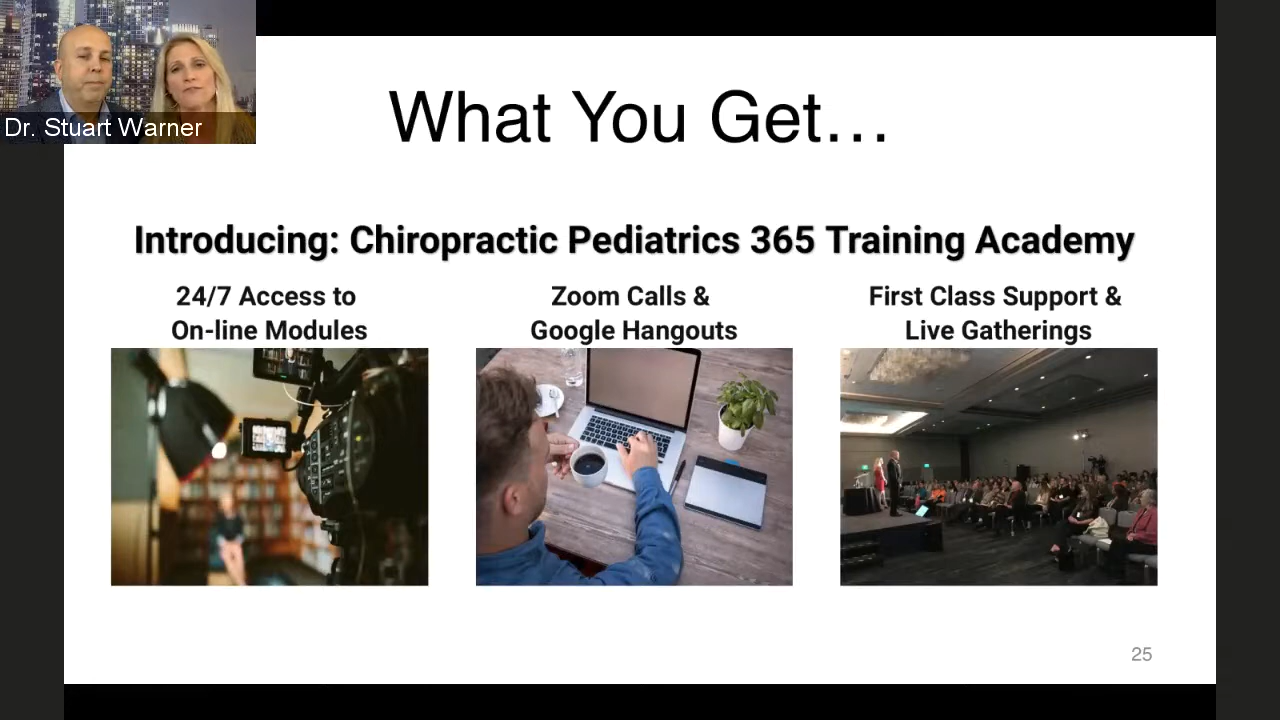 Dr. Stuart Warner
What You Get…
Introducing: Chiropractic Pediatrics 365 Training Academy
24/7 Access to
On-line Modules
Zoom Calls &
Google Hangouts
First Class Support &
Live Gatherings
25